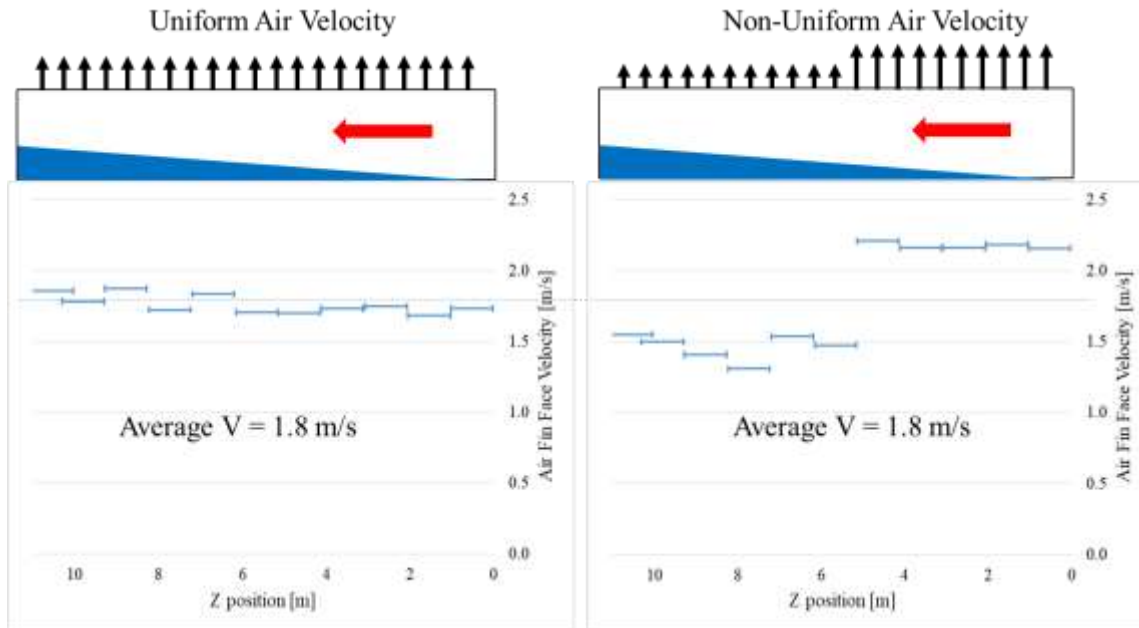 Uniform Air Velocity
2.5
2.0
1.5
1.0
0.5
0.0
Air Fin Face Velocity [m/s]
Average V = 1.8 m/s
10 8 6 4 2 0
Z position [m]
Non-Uniform Air Velocity
2.5
2.0
1.5
1.0
0.5
0.0
Air Fin Face Velocity [m/s]
Average V = 1.8 m/s
10 8 6 4 2 0
Z position [m]